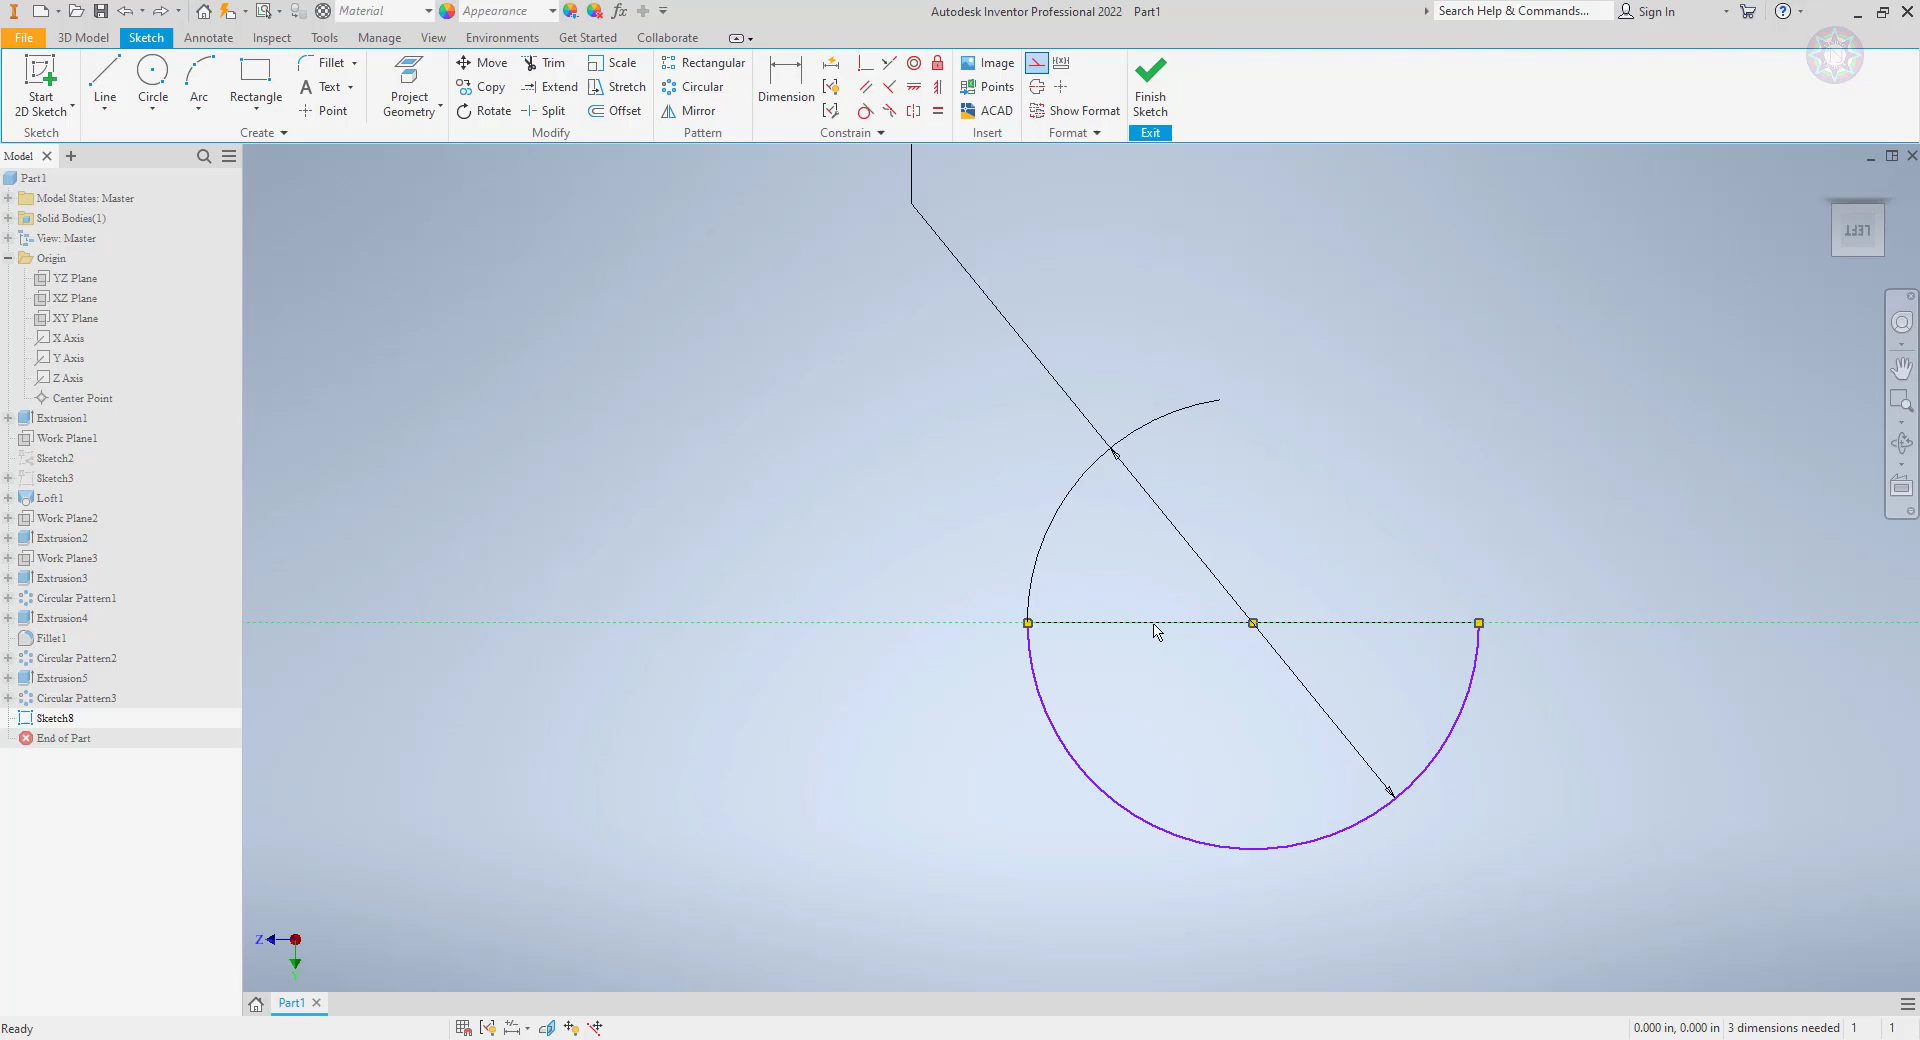 Material
Appearance
Autodesk Inventor Professional 2022 Part1
Search Help & Commands...
Sign In
File
3D Model
Sketch
Annotate
Inspect
Tools
Manage
View
Environments
Get Started
Collaborate
Start
2D Sketch
Line
Circle
Arc
Rectangle
Fillet
Text
Point
Project
Geometry
Move
Copy
Rotate
Trim
Extend
Split
Scale
Stretch
Offset
Rectangular
Circular
Mirror
Dimension
Image
Points
ACAD
Show Format
Finish
Sketch
Sketch
Create
Modify
Pattern
Constrain
Insert
Format
Exit
Model
Part1
Model States: Master
Solid Bodies(1)
View: Master
Origin
YZ Plane
XZ Plane
XY Plane
X Axis
Y Axis
Z Axis
Center Point
Extrusion1
Work Plane1
Sketch2
Sketch3
Loft1
Work Plane2
Extrusion2
Work Plane3
Extrusion3
Circular Pattern1
Extrusion4
Fillet1
Circular Pattern2
Extrusion5
Circular Pattern3
Sketch8
End of Part
LEFT
Z
Y
Part1
Ready
0.000 in, 0.000 in
3 dimensions needed
1
1